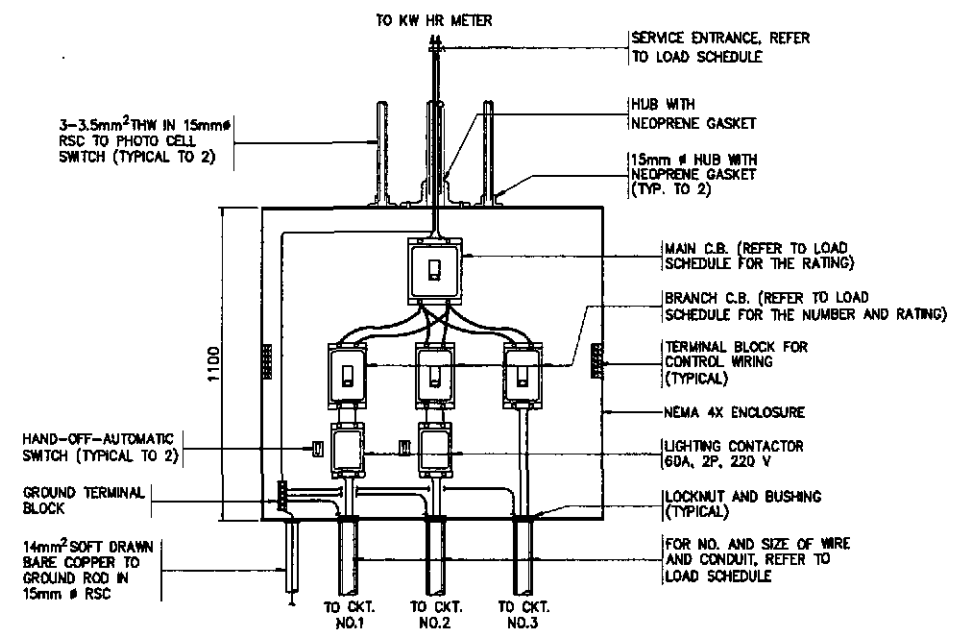 TO KW HR METER
SERVICE ENTRANCE, REFER
TO LOAD SCHEDULE
HUB WITH
NEOPRENE GASKET
3-3.5mm² THW IN 15mmø
RSC TO PHOTO CELL
SWITCH (TYPICAL TO 2)
15mm ø HUB WITH
NEOPRENE GASKET
(TYP. TO 2)
MAIN C.B. (REFER TO LOAD
SCHEDULE FOR THE RATING)
BRANCH C.B. (REFER TO LOAD
SCHEDULE FOR THE NUMBER AND RATING)
TERMINAL BLOCK FOR
CONTROL WIRING
(TYPICAL)
1100
NEMA 4X ENCLOSURE
HAND-OFF-AUTOMATIC
SWITCH (TYPICAL TO 2)
LIGHTING CONTACTOR
60A, 2P, 220 V
GROUND TERMINAL
BLOCK
LOCKNUT AND BUSHING
(TYPICAL)
14mm² SOFT DRAWN
BARE COPPER TO
GROUND ROD IN
15mm ø RSC
FOR NO. AND SIZE OF WIRE
AND CONDUIT, REFER TO
LOAD SCHEDULE
TO CKT.
NO.1
TO CKT.
NO.2
TO CKT.
NO.3